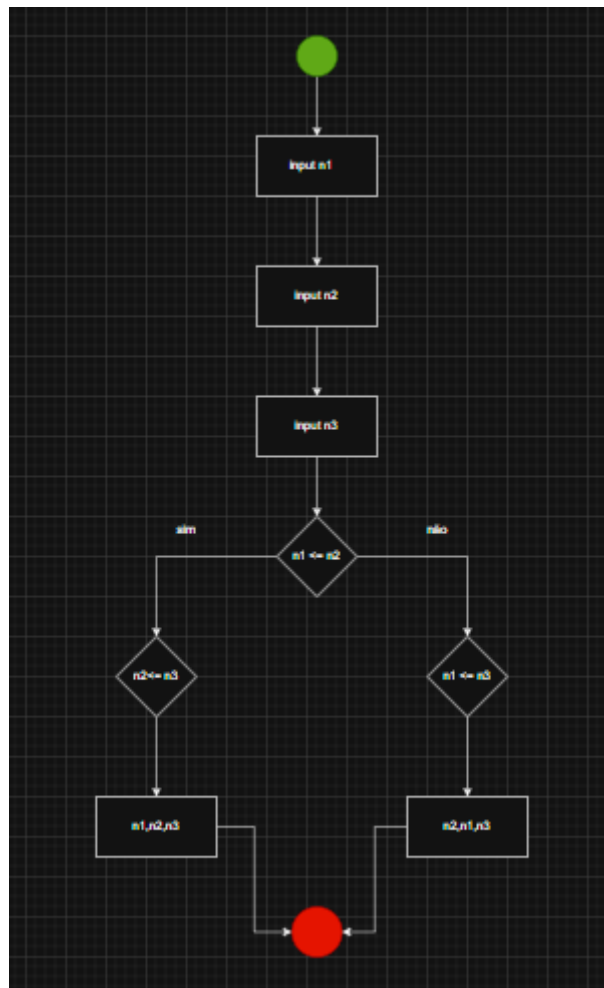 input n1
input n2
input n3
sim
não
n1 <= n2
n2<= n3
n1 <= n3
n1,n2,n3
n2,n1,n3